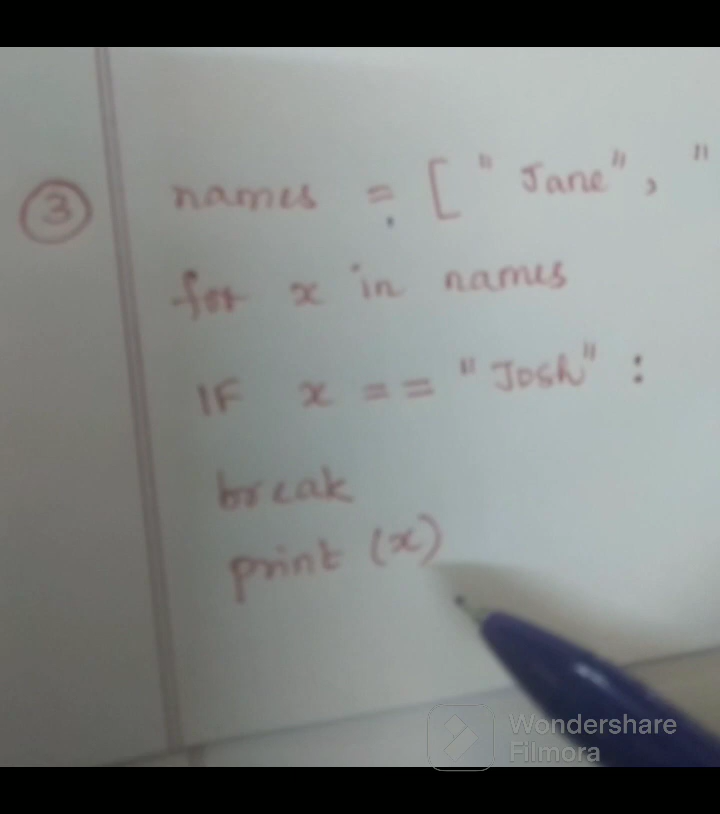 ③ names = ["Jane", "
for x in names
IF x == "Josh" :
break
print (x)
Wondershare
Filmora